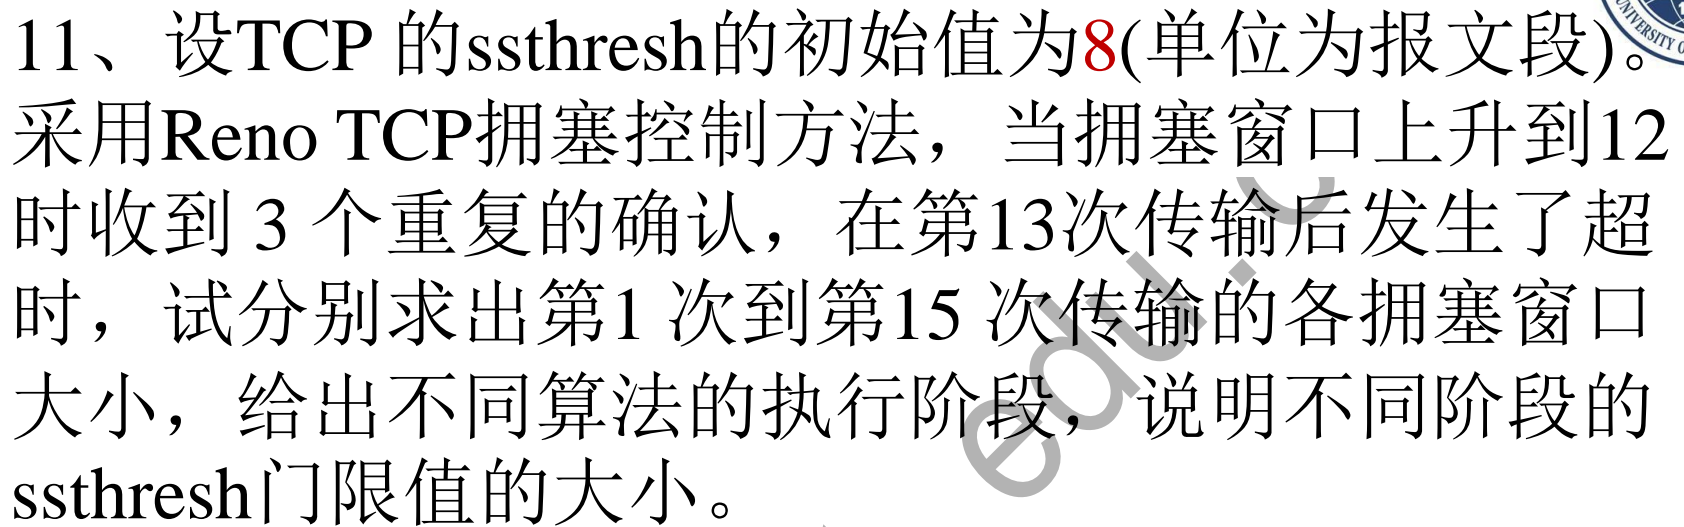 11、设TCP 的ssthresh的初始值为8(单位为报文段)。
采用Reno TCP拥塞控制方法，当拥塞窗口上升到12
时收到 3 个重复的确认，在第13次传输后发生了超
时，试分别求出第1 次到第15 次传输的各拥塞窗口
大小，给出不同算法的执行阶段，说明不同阶段的
ssthresh门限值的大小。
edu.c